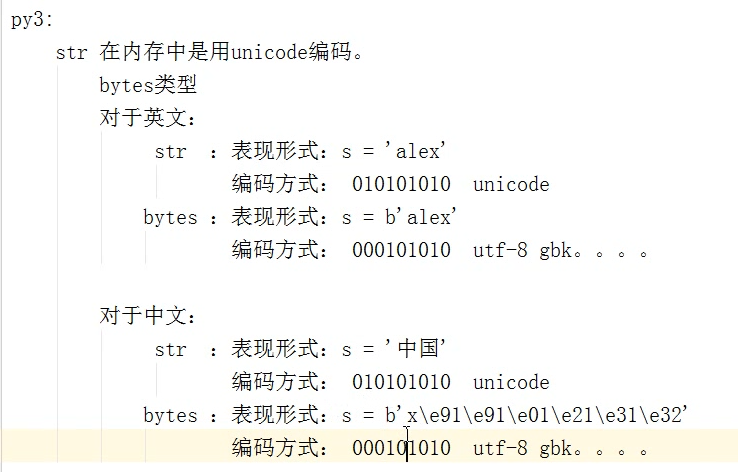 py3:
str 在内存中是用unicode编码。
bytes类型
对于英文:
str ：表现形式：s = 'alex'
编码方式： 010101010 unicode
bytes ：表现形式：s = b'alex'
编码方式： 000101010 utf-8 gbk。。。。
对于中文：
str ：表现形式：s = '中国'
编码方式： 010101010 unicode
bytes ：表现形式：s = b'x\e91\e91\e01\e21\e31\e32'
编码方式： 000101010 utf-8 gbk。。。。